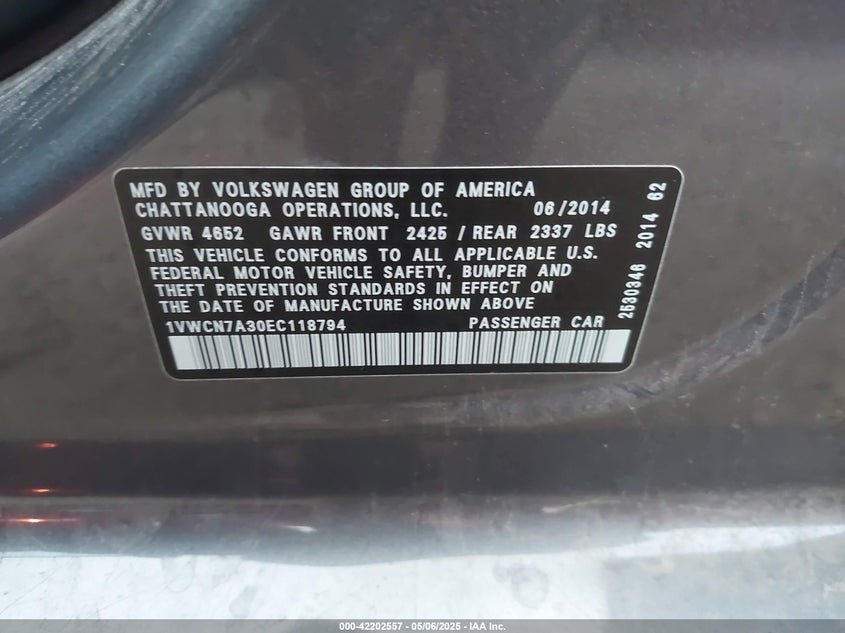 MFD BY VOLKSWAGEN GROUP OF AMERICA
CHATTANOOGA OPERATIONS, LLC. 06/2014
GVWR 4652 GAWR FRONT 2425 / REAR 2337 LBS
THIS VEHICLE CONFORMS TO ALL APPLICABLE U.S.
FEDERAL MOTOR VEHICLE SAFETY, BUMPER AND
THEFT PREVENTION STANDARDS IN EFFECT ON
THE DATE OF MANUFACTURE SHOWN ABOVE
1VWCN7A30EC118794 PASSENGER CAR
2530346 2014 62
000-42202557 - 05/06/2025 - IAA Inc.